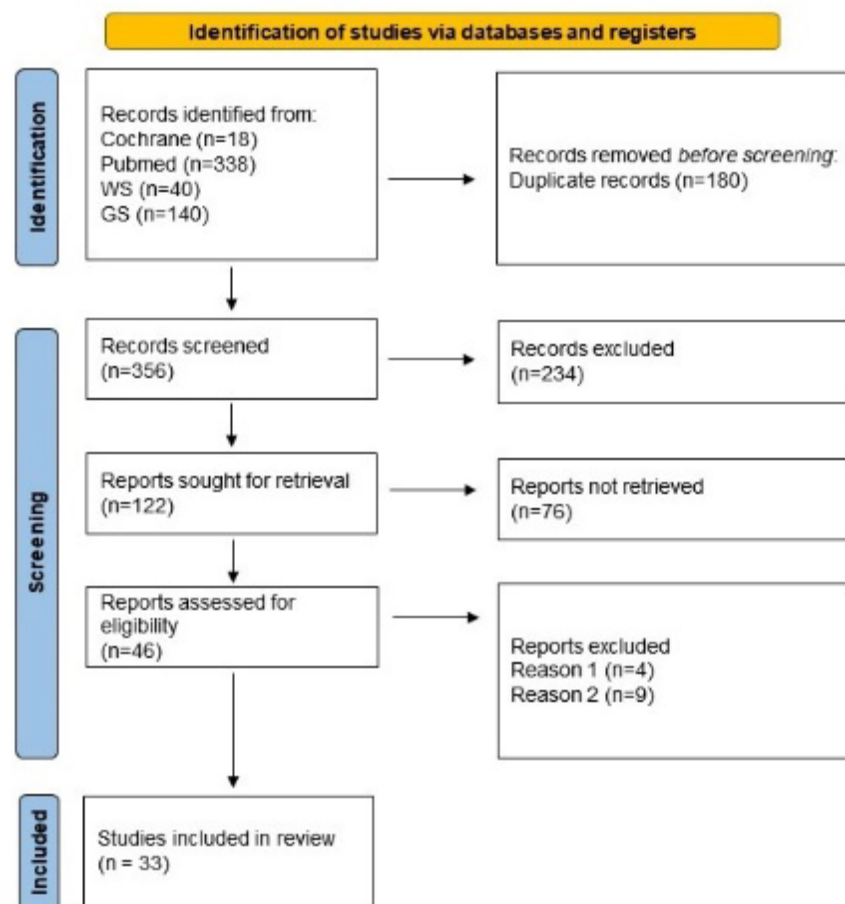 Identification of studies via databases and registers
Identification
Records identified from:
Cochrane (n=18)
Pubmed (n=338)
WS (n=40)
GS (n=140)
Records removed before screening:
Duplicate records (n=180)
Screening
Records screened
(n=356)
Records excluded
(n=234)
Reports sought for retrieval
(n=122)
Reports not retrieved
(n=76)
Reports assessed for
eligibility
(n=46)
Reports excluded
Reason 1 (n=4)
Reason 2 (n=9)
Included
Studies included in review
(n = 33)